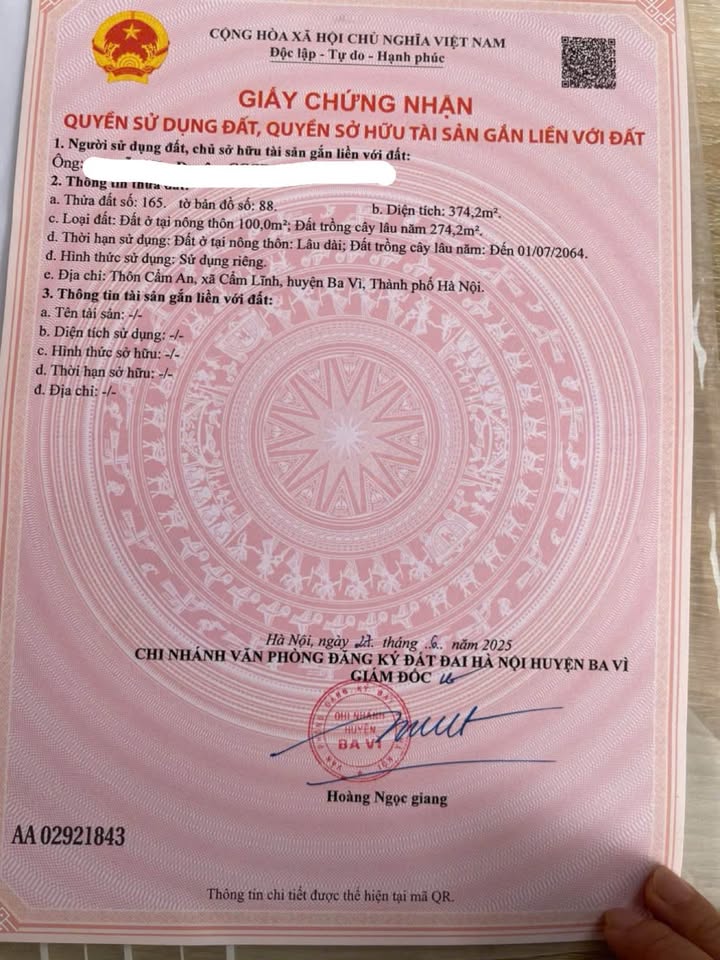 CỘNG HÒA XÃ HỘI CHỦ NGHĨA VIỆT NAM
Độc lập - Tự do - Hạnh phúc
GIẤY CHỨNG NHẬN
QUYỀN SỬ DỤNG ĐẤT, QUYỀN SỞ HỮU TÀI SẢN GẮN LIỀN VỚI ĐẤT
1. Người sử dụng đất, chủ sở hữu tài sản gắn liền với đất:
Ông:
2. Thông tin thửa đất:
a. Thửa đất số: 165. tờ bản đồ số: 88. b. Diện tích: 374,2m².
c. Loại đất: Đất ở tại nông thôn 100,0m²; Đất trồng cây lâu năm 274,2m².
d. Thời hạn sử dụng: Đất ở tại nông thôn: Lâu dài; Đất trồng cây lâu năm: Đến 01/07/2064.
đ. Hình thức sử dụng: Sử dụng riêng.
e. Địa chỉ: Thôn Cẩm An, xã Cẩm Lĩnh, huyện Ba Vì, Thành phố Hà Nội.
3. Thông tin tài sản gắn liền với đất:
a. Tên tài sản: -/-
b. Diện tích sử dụng: -/-
c. Hình thức sở hữu: -/-
d. Thời hạn sở hữu: -/-
đ. Địa chỉ: -/-
Hà Nội, ngày 27. tháng .6.. năm 2025
CHI NHÁNH VĂN PHÒNG ĐĂNG KÝ ĐẤT ĐAI HÀ NỘI HUYỆN BA VÌ
GIÁM ĐỐC
CHI NHÁNH
HUYỆN
BA VÌ
Hoàng Ngọc giang
AA 02921843
Thông tin chi tiết được thể hiện tại mã QR.